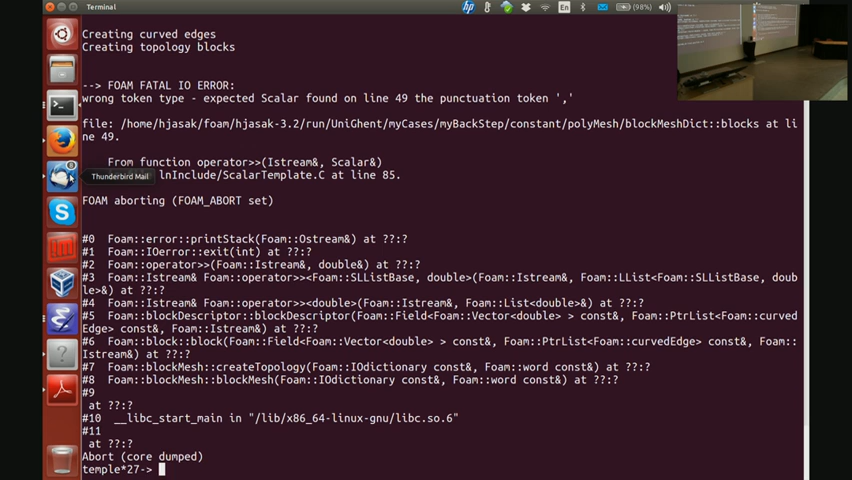 Terminal
En
(98%)
Creating curved edges
Creating topology blocks
--> FOAM FATAL IO ERROR:
wrong token type - expected Scalar found on line 49 the punctuation token ','
file: /home/hjasak/foam/hjasak-3.2/run/UniGhent/myCases/myBackStep/constant/polyMesh/blockMeshDict::blocks at li
ne 49.
From function operator>>(Istream&, Scalar&)
Thunderbird Mail
lnInclude/ScalarTemplate.C at line 85.
FOAM aborting (FOAM_ABORT set)
#0  Foam::error::printStack(Foam::Ostream&) at ??:?
#1  Foam::IOerror::exit(int) at ??:?
#2  Foam::operator>>(Foam::Istream&, double&) at ??:?
#3  Foam::Istream& Foam::operator>><Foam::SLListBase, double>(Foam::Istream&, Foam::LList<Foam::SLListBase, doub
le>&) at ??:?
#4  Foam::Istream& Foam::operator>><double>(Foam::Istream&, Foam::List<double>&) at ??:?
#5  Foam::blockDescriptor::blockDescriptor(Foam::Field<Foam::Vector<double> > const&, Foam::PtrList<Foam::curved
Edge> const&, Foam::Istream&) at ??:?
#6  Foam::block::block(Foam::Field<Foam::Vector<double> > const&, Foam::PtrList<Foam::curvedEdge> const&, Foam::
Istream&) at ??:?
#7  Foam::blockMesh::createTopology(Foam::IOdictionary const&, Foam::word const&) at ??:?
#8  Foam::blockMesh::blockMesh(Foam::IOdictionary const&, Foam::word const&) at ??:?
#9
at ??:?
#10  __libc_start_main in "/lib/x86_64-linux-gnu/libc.so.6"
#11
at ??:?
Abort (core dumped)
temple*27->